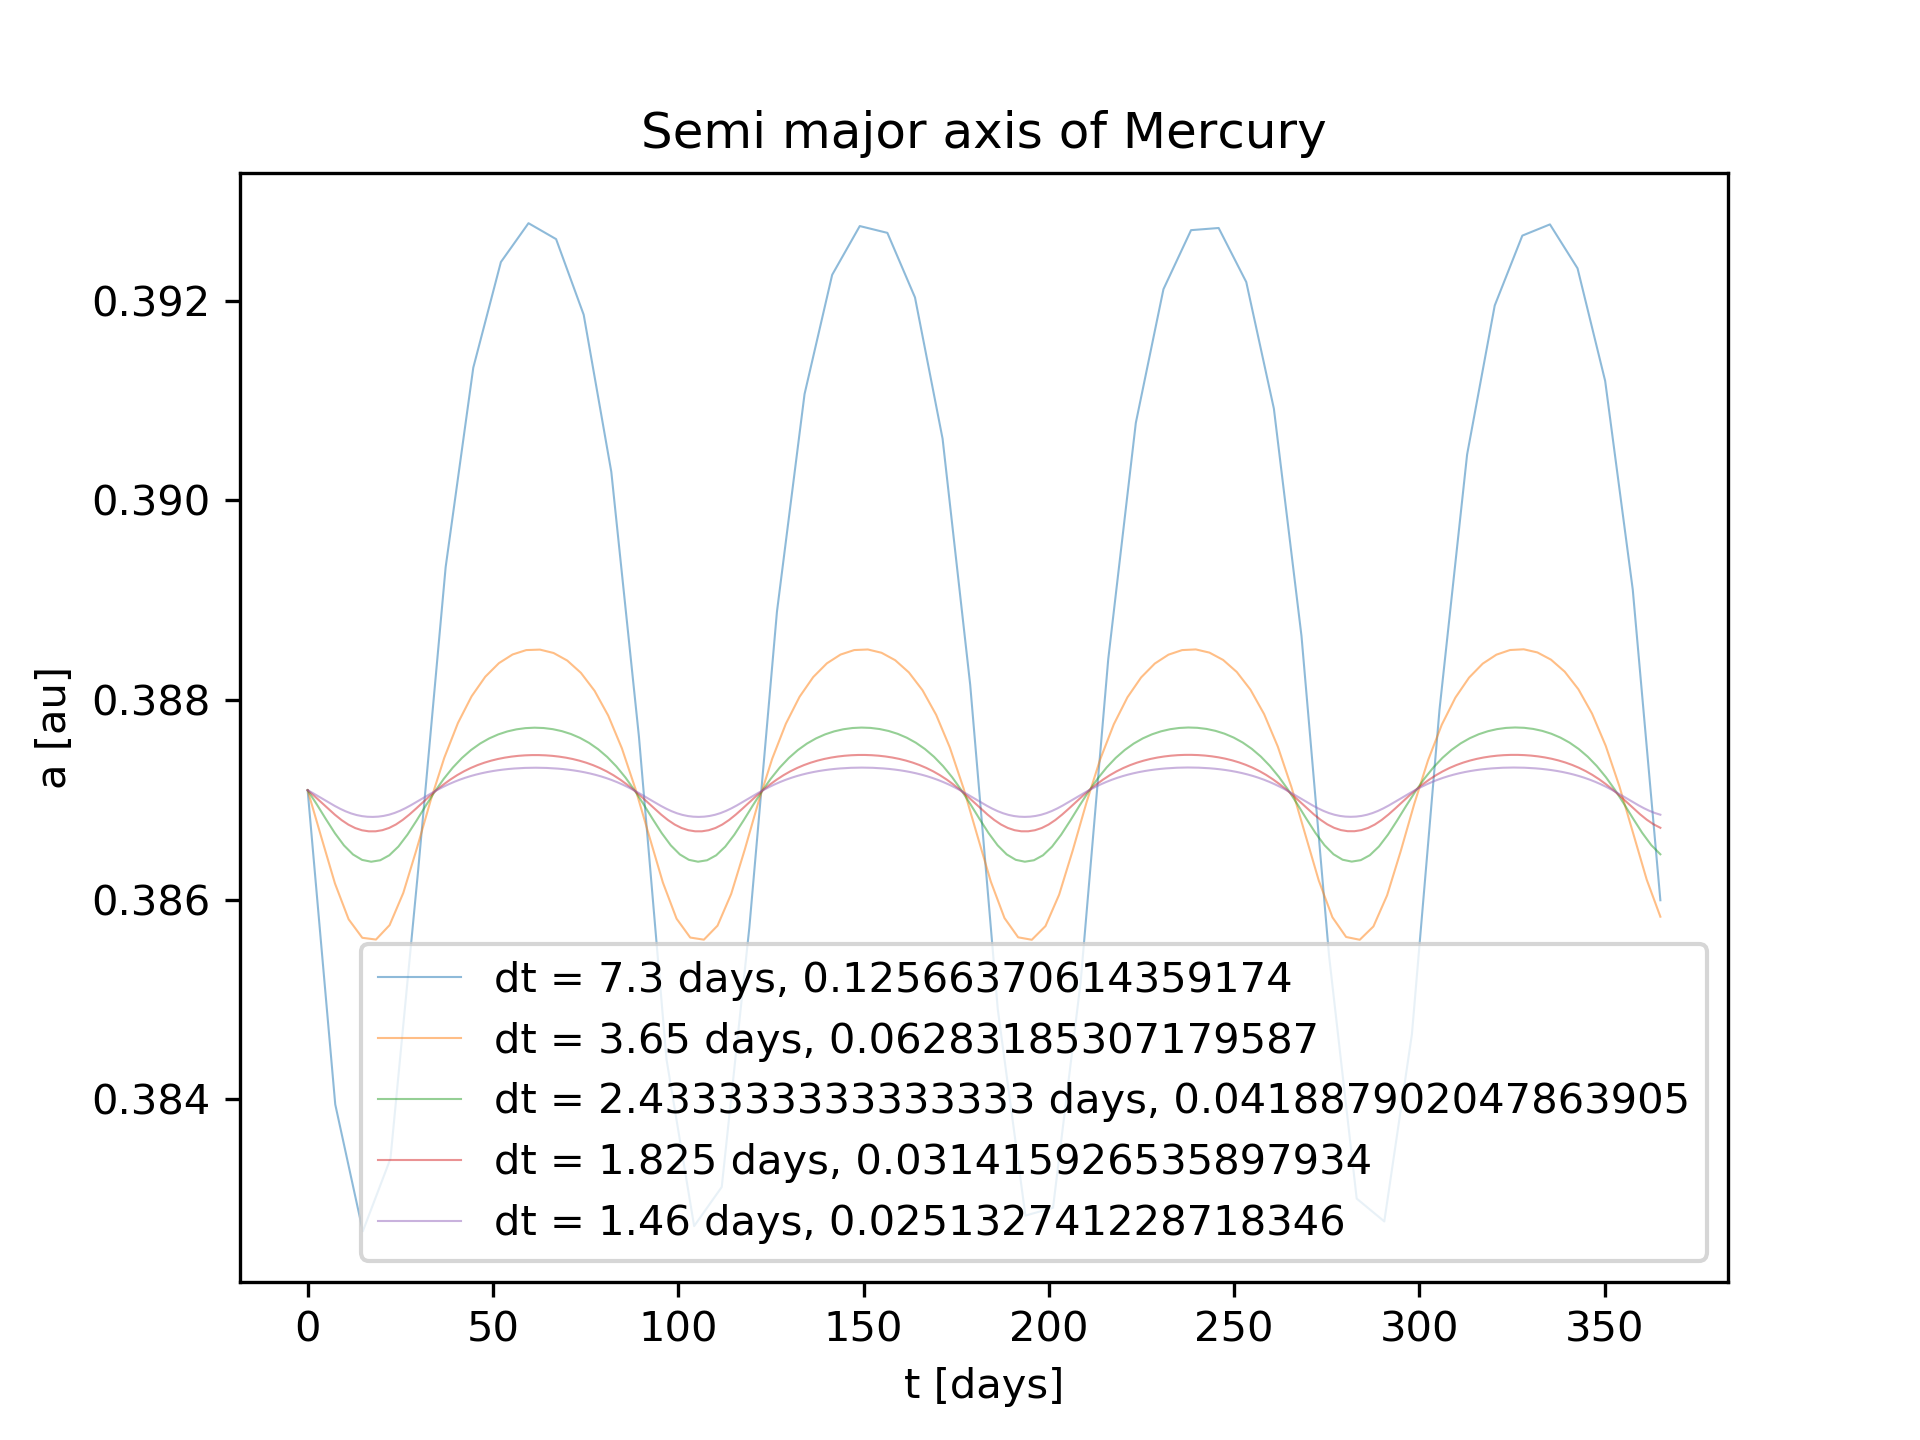 Semi major axis of Mercury
a [au]
0.392
0.390
0.388
0.386
0.384
dt = 7.3 days, 0.12566370614359174
dt = 3.65 days, 0.06283185307179587
dt = 2.433333333333333 days, 0.041887902047863905
dt = 1.825 days, 0.031415926535897934
dt = 1.46 days, 0.025132741228718346
0 50 100 150 200 250 300 350
t [days]